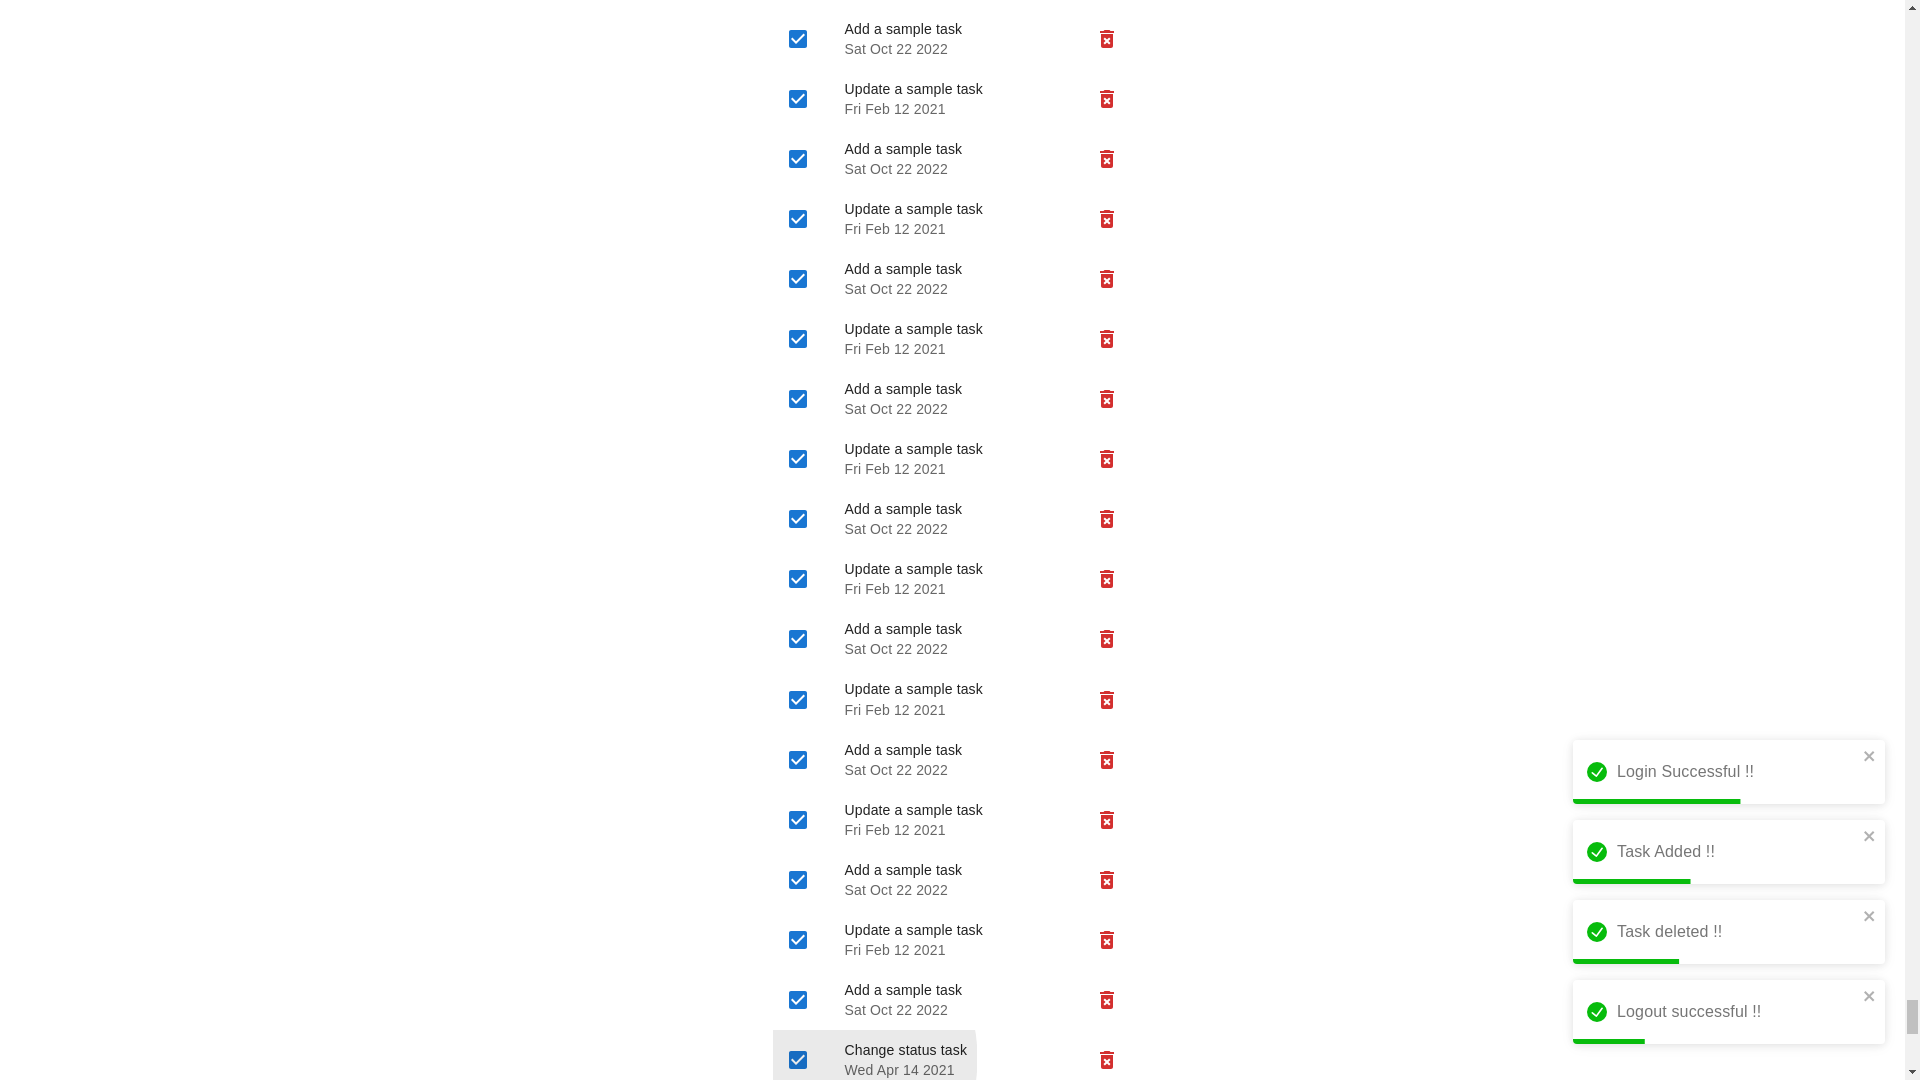 Add a sample task
Sat Oct 22 2022
Update a sample task
Fri Feb 12 2021
Add a sample task
Sat Oct 22 2022
Update a sample task
Fri Feb 12 2021
Add a sample task
Sat Oct 22 2022
Update a sample task
Fri Feb 12 2021
Add a sample task
Sat Oct 22 2022
Update a sample task
Fri Feb 12 2021
Add a sample task
Sat Oct 22 2022
Update a sample task
Fri Feb 12 2021
Add a sample task
Sat Oct 22 2022
Update a sample task
Fri Feb 12 2021
Add a sample task
Sat Oct 22 2022
Update a sample task
Fri Feb 12 2021
Add a sample task
Sat Oct 22 2022
Update a sample task
Fri Feb 12 2021
Add a sample task
Sat Oct 22 2022
Change status task
Wed Apr 14 2021
Login Successful !!
Task Added !!
Task deleted !!
Logout successful !!